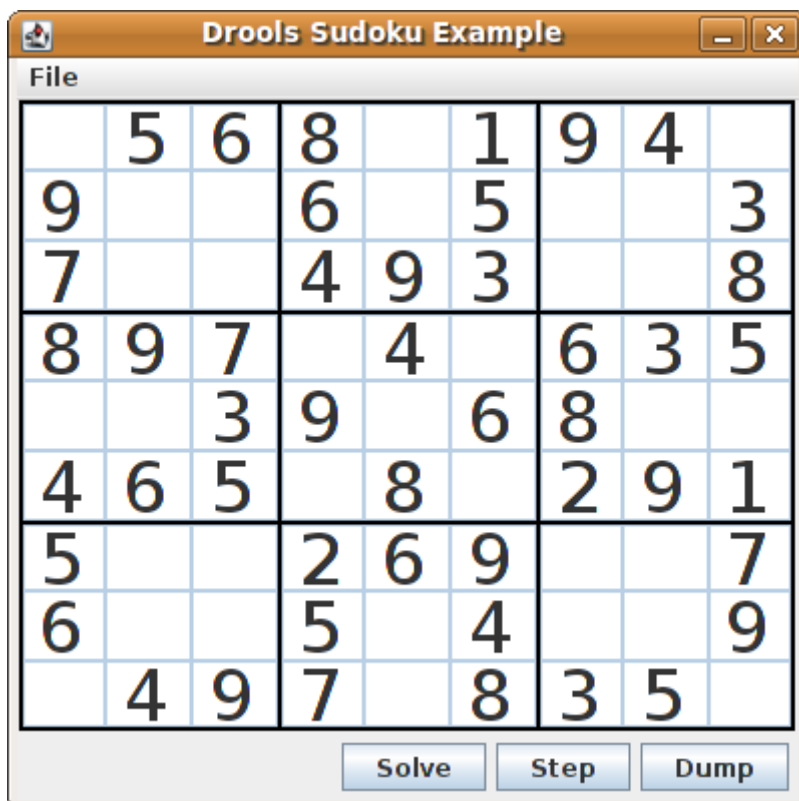 Drools Sudoku Example
File
5 6 8 1 9 4
9 6 5 3
7 4 9 3 8
8 9 7 4 6 3 5
3 9 6 8
4 6 5 8 2 9 1
5 2 6 9 7
6 5 4 9
4 9 7 8 3 5
Solve Step Dump